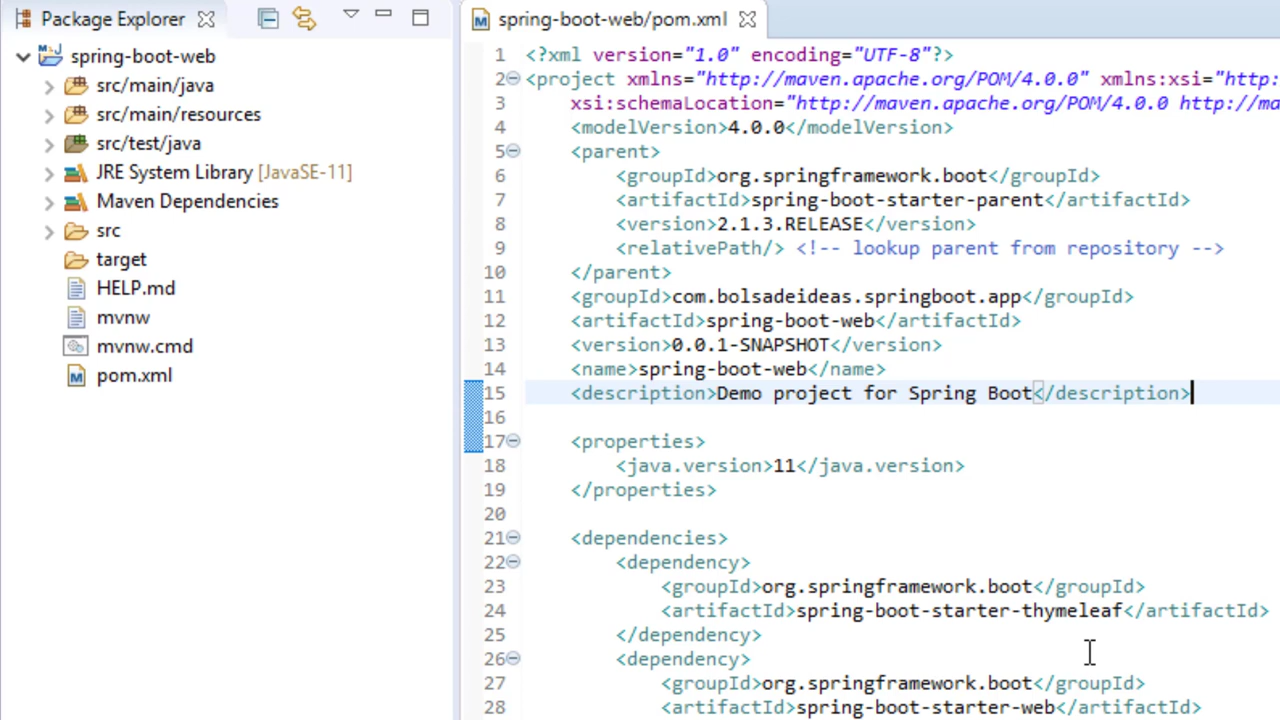 Package Explorer
spring-boot-web
src/main/java
src/main/resources
src/test/java
JRE System Library [JavaSE-11]
Maven Dependencies
src
target
HELP.md
mvnw
mvnw.cmd
pom.xml
spring-boot-web/pom.xml
1 <?xml version="1.0" encoding="UTF-8"?>
2 <project xmlns="http://maven.apache.org/POM/4.0.0" xmlns:xsi="http:
3 xsi:schemaLocation="http://maven.apache.org/POM/4.0.0 http://ma
4 <modelVersion>4.0.0</modelVersion>
5 <parent>
6 <groupId>org.springframework.boot</groupId>
7 <artifactId>spring-boot-starter-parent</artifactId>
8 <version>2.1.3.RELEASE</version>
9 <relativePath/> <!-- lookup parent from repository -->
10 </parent>
11 <groupId>com.bolsadeideas.springboot.app</groupId>
12 <artifactId>spring-boot-web</artifactId>
13 <version>0.0.1-SNAPSHOT</version>
14 <name>spring-boot-web</name>
15 <description>Demo project for Spring Boot</description>
16
17 <properties>
18 <java.version>11</java.version>
19 </properties>
20
21 <dependencies>
22 <dependency>
23 <groupId>org.springframework.boot</groupId>
24 <artifactId>spring-boot-starter-thymeleaf</artifactId>
25 </dependency>
26 <dependency>
27 <groupId>org.springframework.boot</groupId>
28 <artifactId>spring-boot-starter-web</artifactId>